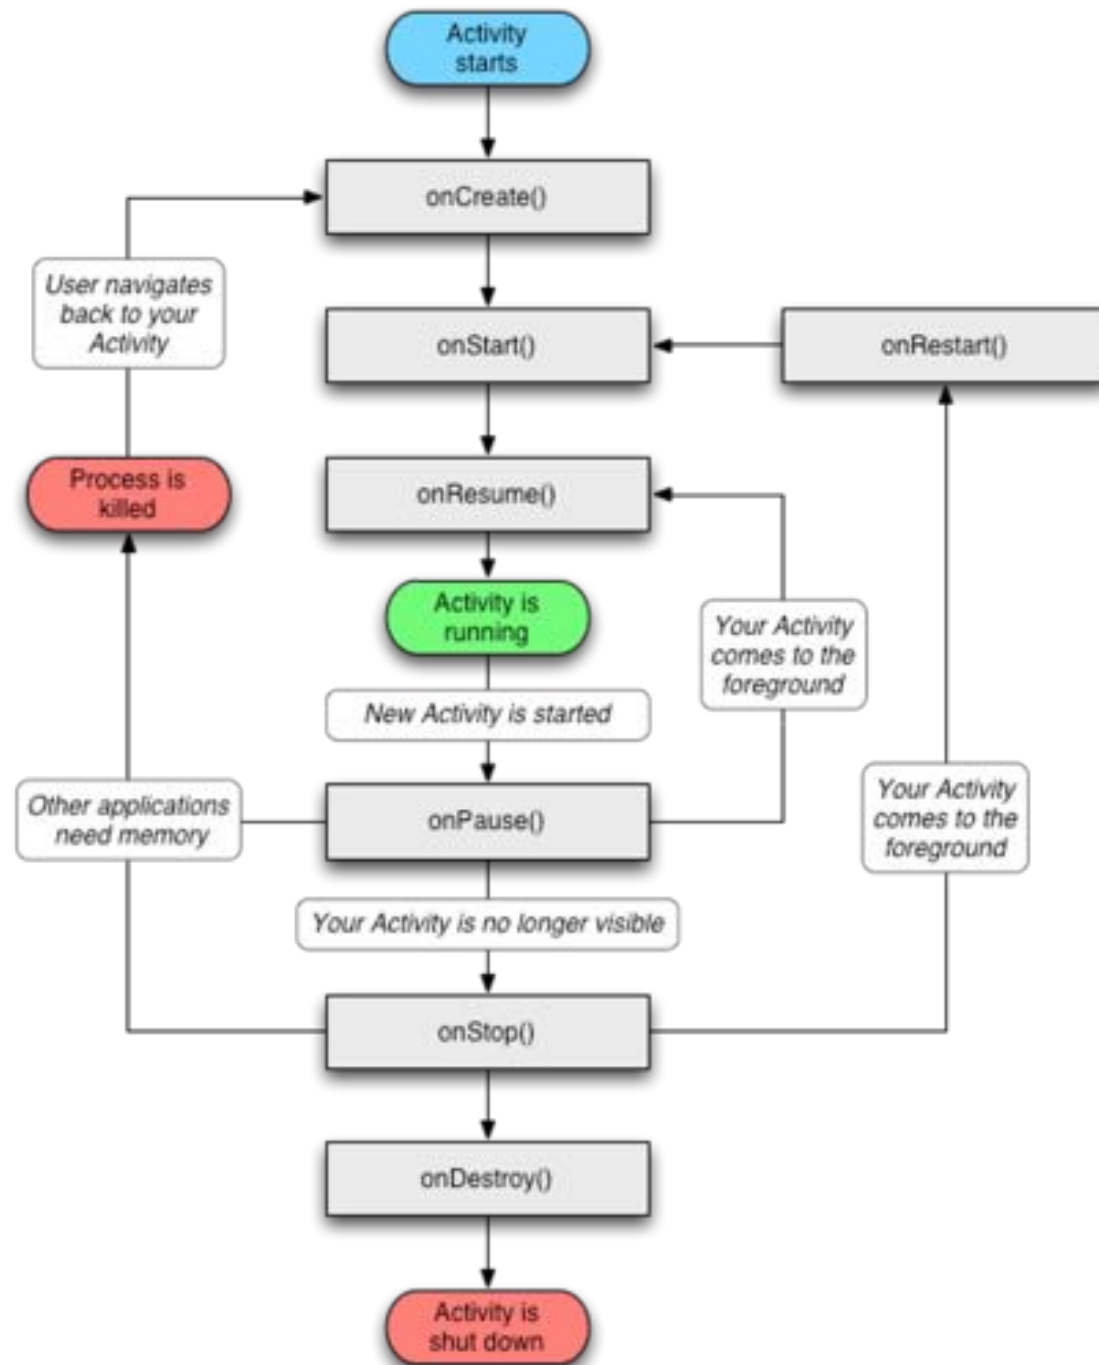 Activity
starts
onCreate()
User navigates
back to your
Activity
onStart()
onRestart()
Process is
killed
onResume()
Activity is
running
Your Activity
comes to the
foreground
New Activity is started
Other applications
need memory
onPause()
Your Activity
comes to the
foreground
Your Activity is no longer visible
onStop()
onDestroy()
Activity is
shut down